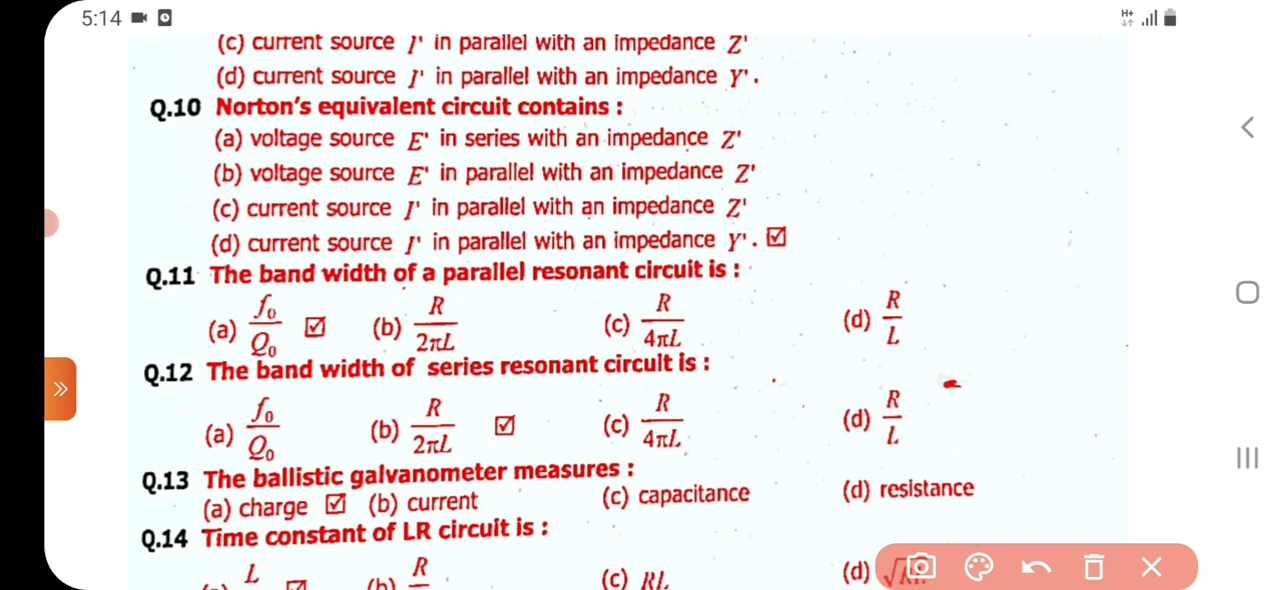 5:14 H+
(c) current source I' in parallel with an impedance Z'
(d) current source I' in parallel with an impedance Y'.
Q.10 Norton's equivalent circuit contains :
(a) voltage source E' in series with an impedance Z'
(b) voltage source E' in parallel with an impedance Z'
(c) current source I' in parallel with an impedance Z'
(d) current source I' in parallel with an impedance Y'. ☑
Q.11 The band width of a parallel resonant circuit is :
(a) f₀/Q₀ ☑ (b) R/2πL (c) R/4πL (d) R/L
Q.12 The band width of series resonant circuit is :
(a) f₀/Q₀ (b) R/2πL ☑ (c) R/4πL (d) R/L
Q.13 The ballistic galvanometer measures :
(a) charge ☑ (b) current (c) capacitance (d) resistance
Q.14 Time constant of LR circuit is :
L ☑ (b) R (c) RL (d)